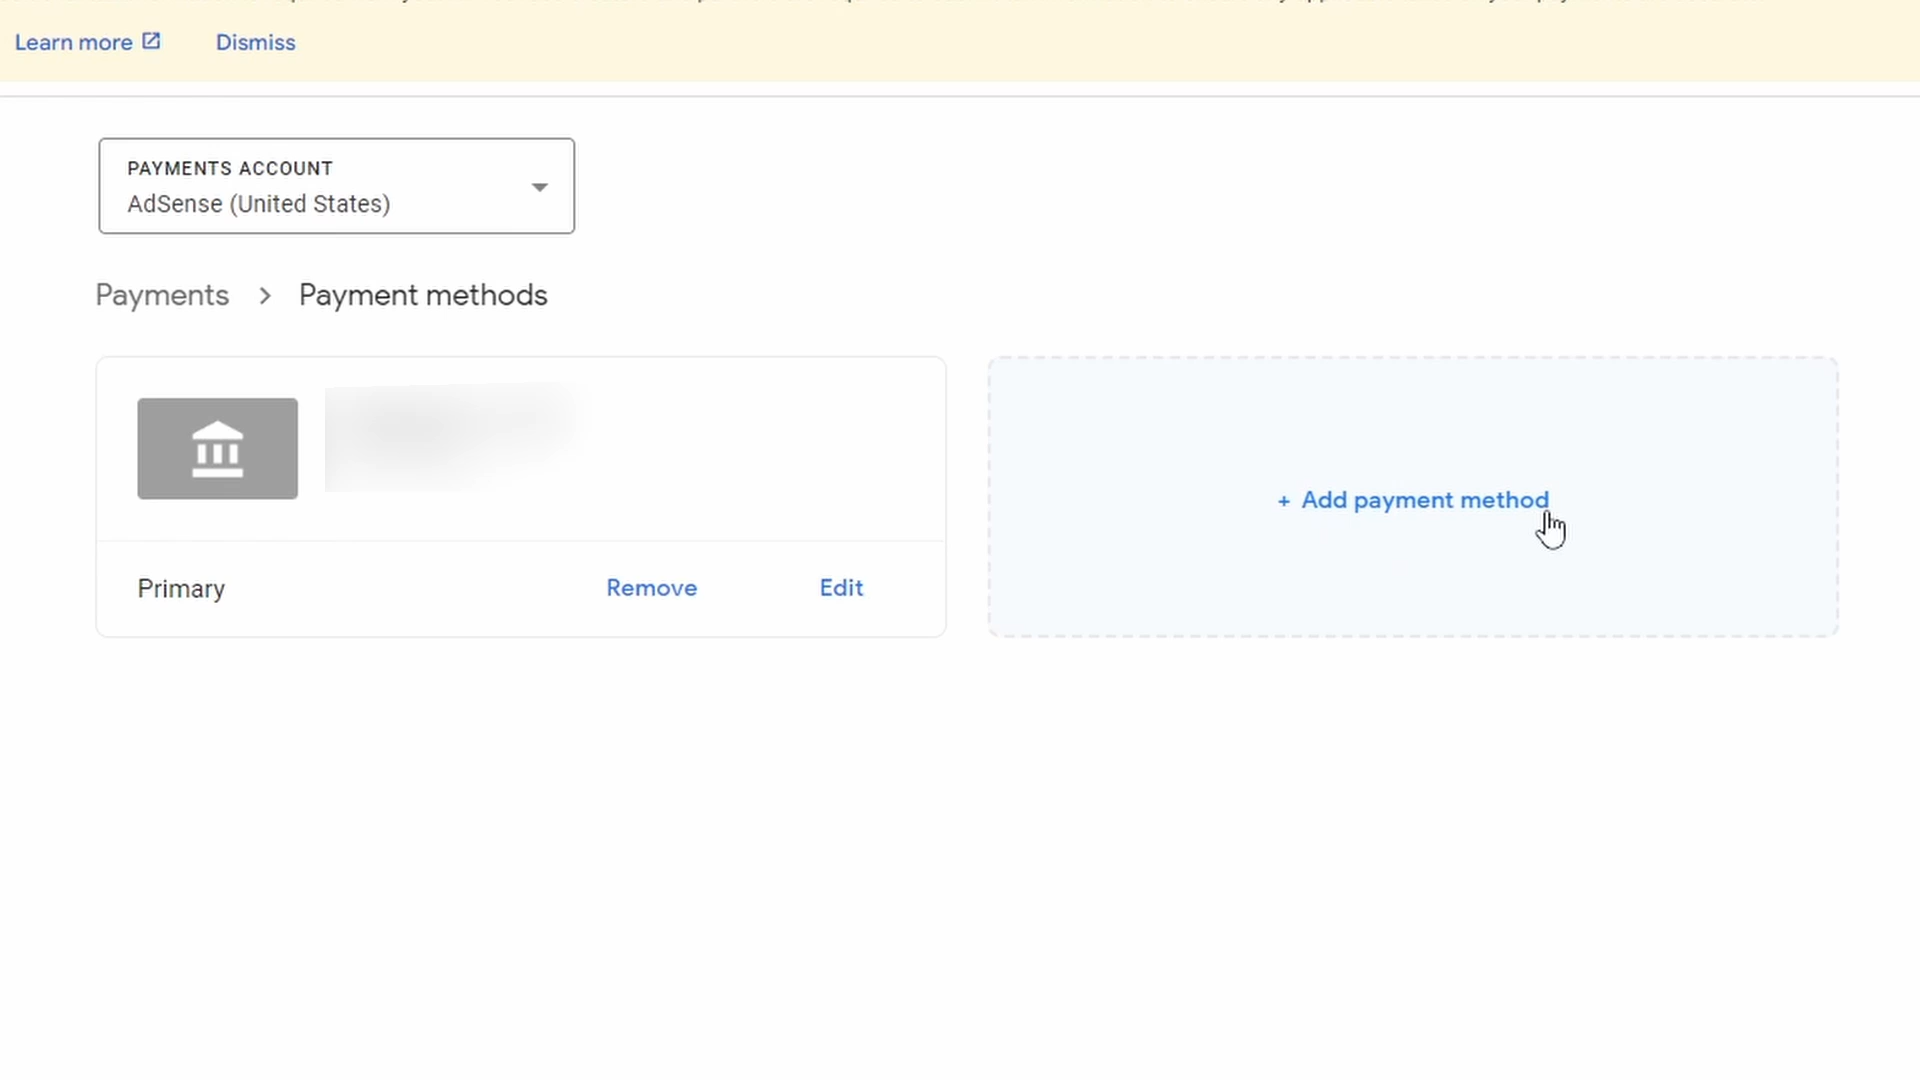 Learn more Dismiss
PAYMENTS ACCOUNT
AdSense (United States)
Payments > Payment methods
+ Add payment method
Primary Remove Edit